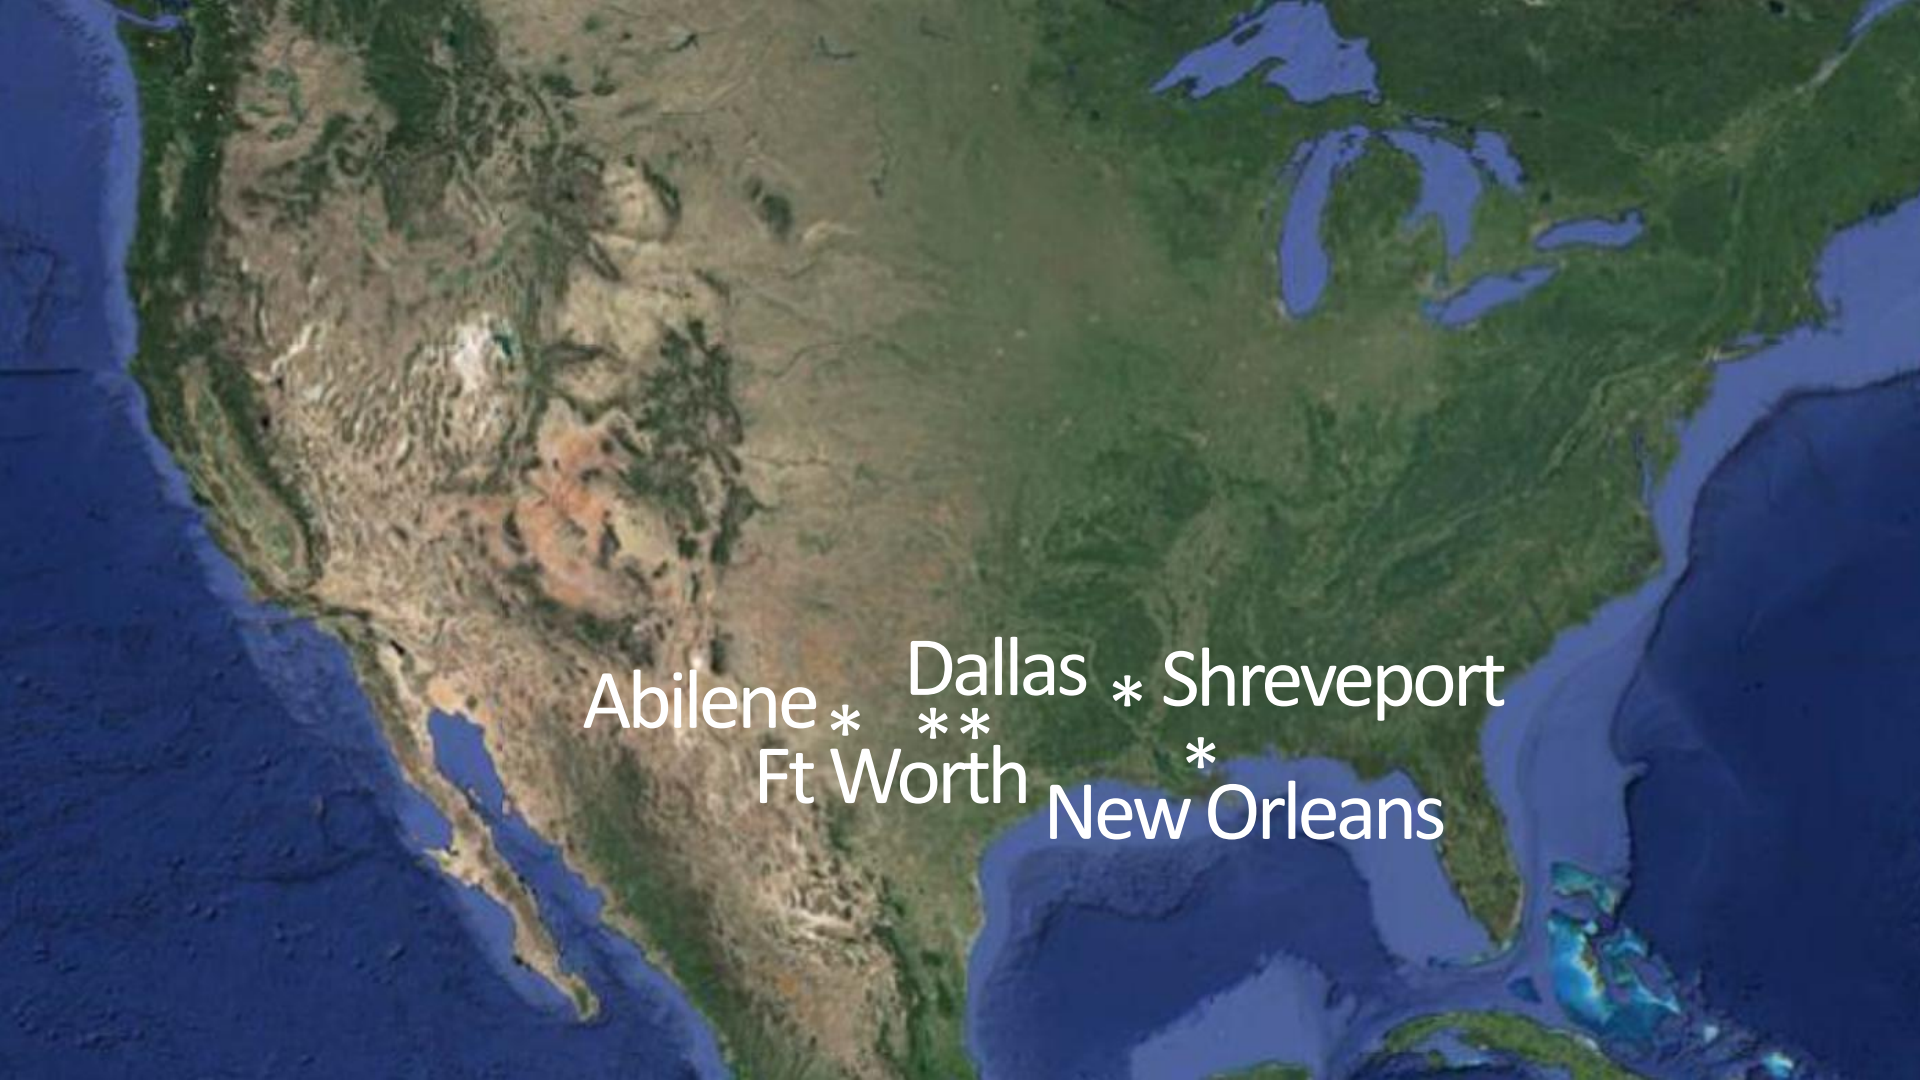 Dallas
Abilene * ** * Shreveport
Ft Worth *
New Orleans